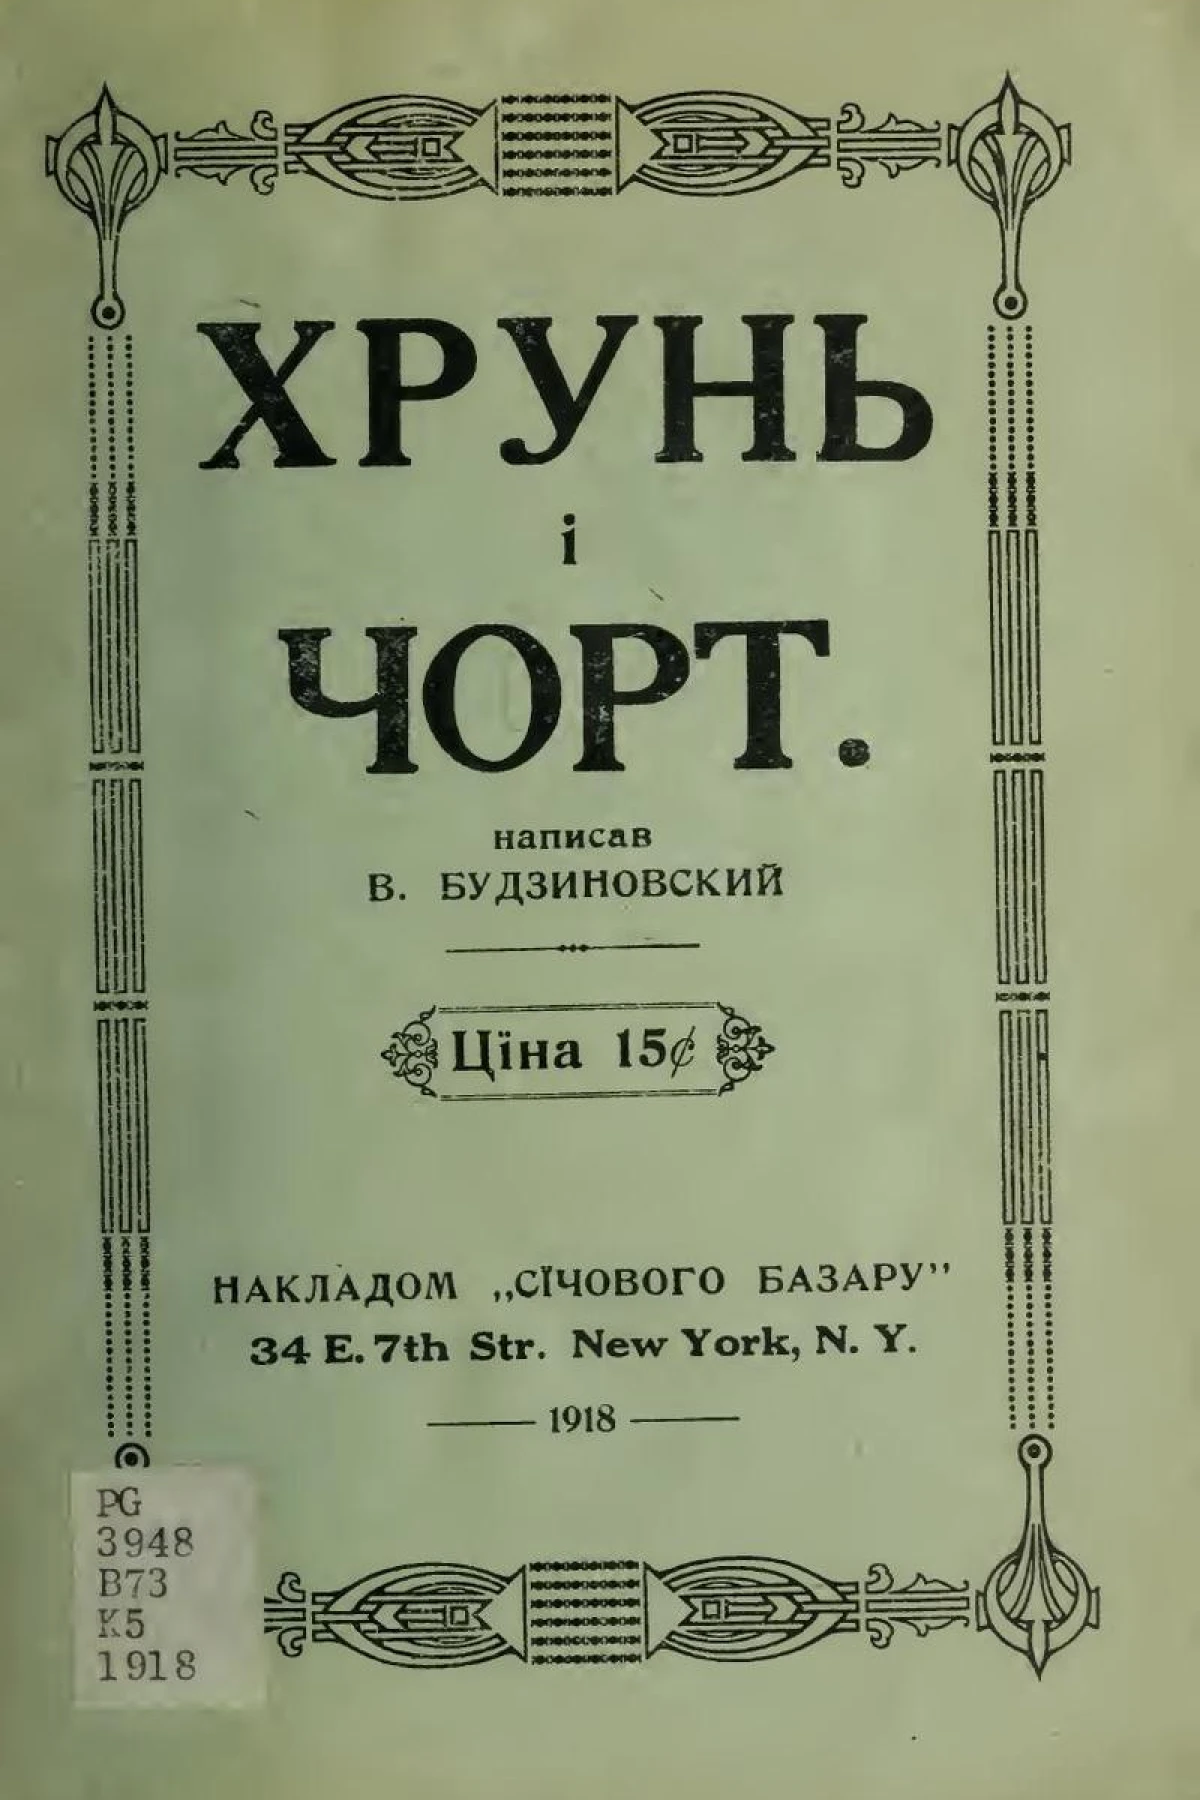 ХРУНЬ
і
ЧОРТ.
написав
В. БУДЗИНОВСКИЙ
Ціна 15¢
НАКЛАДОМ „СЇЧОВОГО БАЗАРУ”
34 E. 7th Str. New York, N. Y.
1918
PG
3948
B73
K5
1918